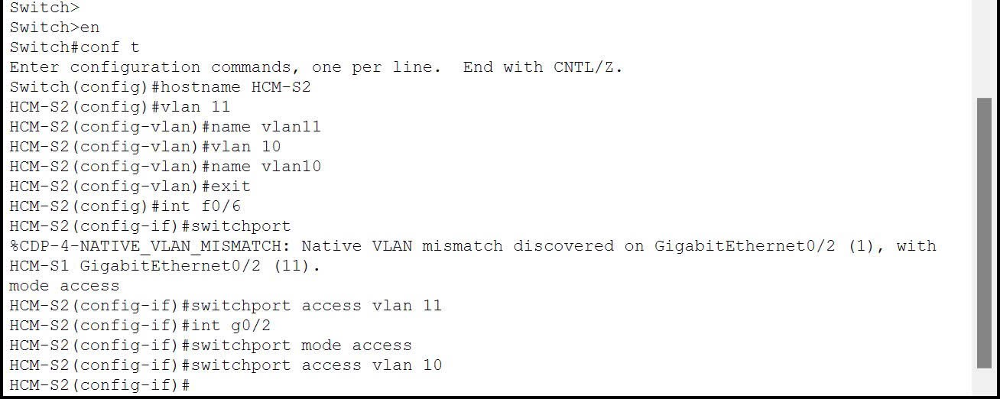 Switch>
Switch>en
Switch#conf t
Enter configuration commands, one per line.  End with CNTL/Z.
Switch(config)#hostname HCM-S2
HCM-S2(config)#vlan 11
HCM-S2(config-vlan)#name vlan11
HCM-S2(config-vlan)#vlan 10
HCM-S2(config-vlan)#name vlan10
HCM-S2(config-vlan)#exit
HCM-S2(config)#int f0/6
HCM-S2(config-if)#switchport
%CDP-4-NATIVE_VLAN_MISMATCH: Native VLAN mismatch discovered on GigabitEthernet0/2 (1), with
HCM-S1 GigabitEthernet0/2 (11).
mode access
HCM-S2(config-if)#switchport access vlan 11
HCM-S2(config-if)#int g0/2
HCM-S2(config-if)#switchport mode access
HCM-S2(config-if)#switchport access vlan 10
HCM-S2(config-if)#